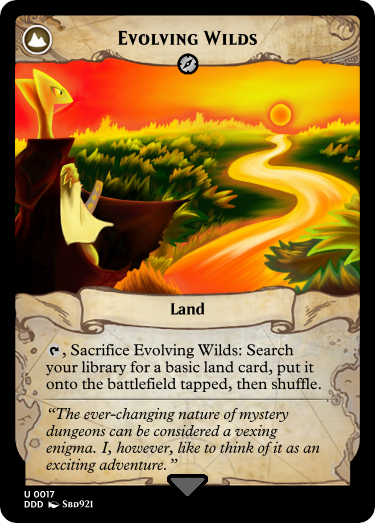 Evolving Wilds
Land
, Sacrifice Evolving Wilds: Search
your library for a basic land card, put it
onto the battlefield tapped, then shuffle.
“The ever-changing nature of mystery
dungeons can be considered a vexing
enigma. I, however, like to think of it as an
exciting adventure.”
U 0017
DDD SBD921